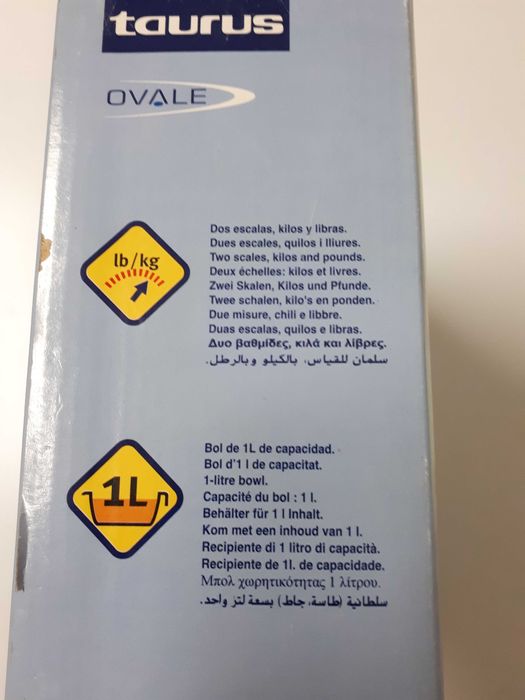 taurus
OVALE
lb/kg
Dos escalas, kilos y libras.
Dues escales, quilos i lliures.
Two scales, kilos and pounds.
Deux échelles: kilos et livres.
Zwei Skalen, Kilos und Pfunde.
Twee schalen, kilo's en ponden.
Due misure, chili e libbre.
Duas escalas, quilos e libras.
Δυο βαθμίδες, κιλά και λίβρες.
سلمان للقياس، بالكيلو وبالرطل.
1L
Bol de 1L de capacidad.
Bol d'1 l de capacitat.
1-litre bowl.
Capacité du bol : 1 l.
Behälter für 1 l Inhalt.
Kom met een inhoud van 1 l.
Recipiente di 1 litro di capacità.
Recipiente de 1l. de capacidade.
Μπολ χωρητικότητας 1 λίτρου.
سلطانية (طاسة، جاط) بسعة لتر واحد.